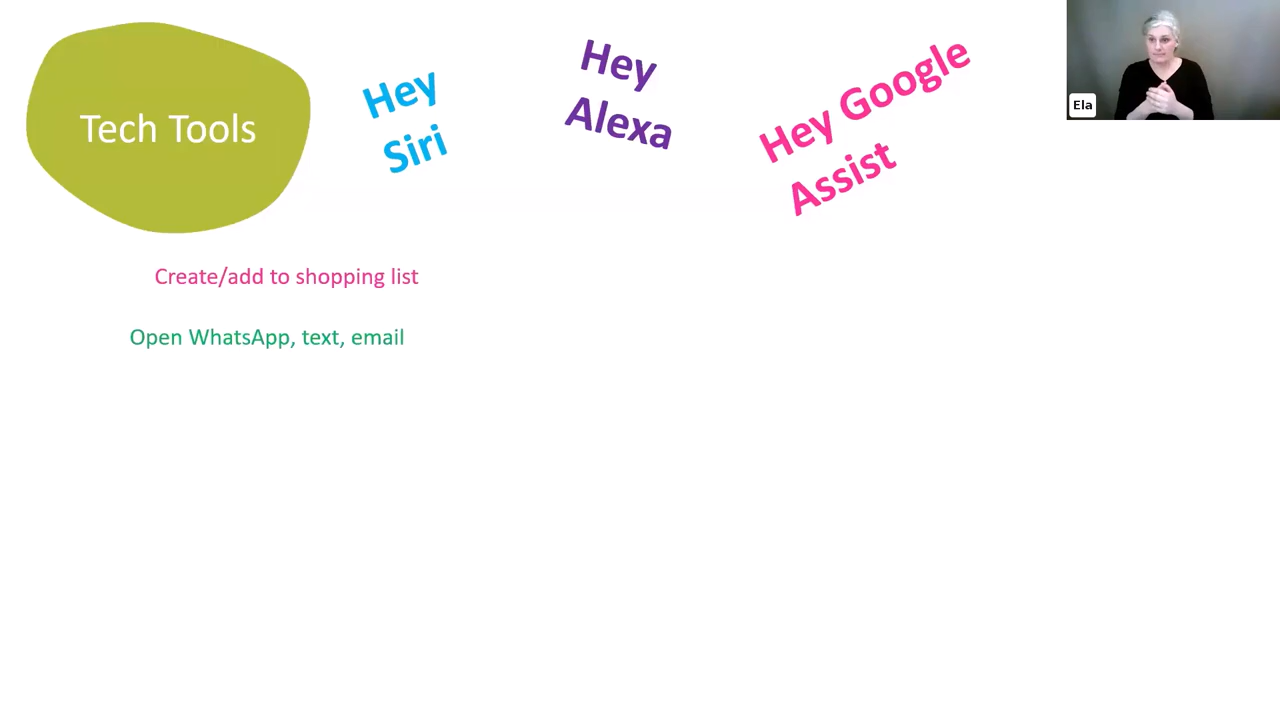 Tech Tools
Hey
Siri
Hey
Alexa
Hey Google
Assist
Ela
Create/add to shopping list
Open WhatsApp, text, email